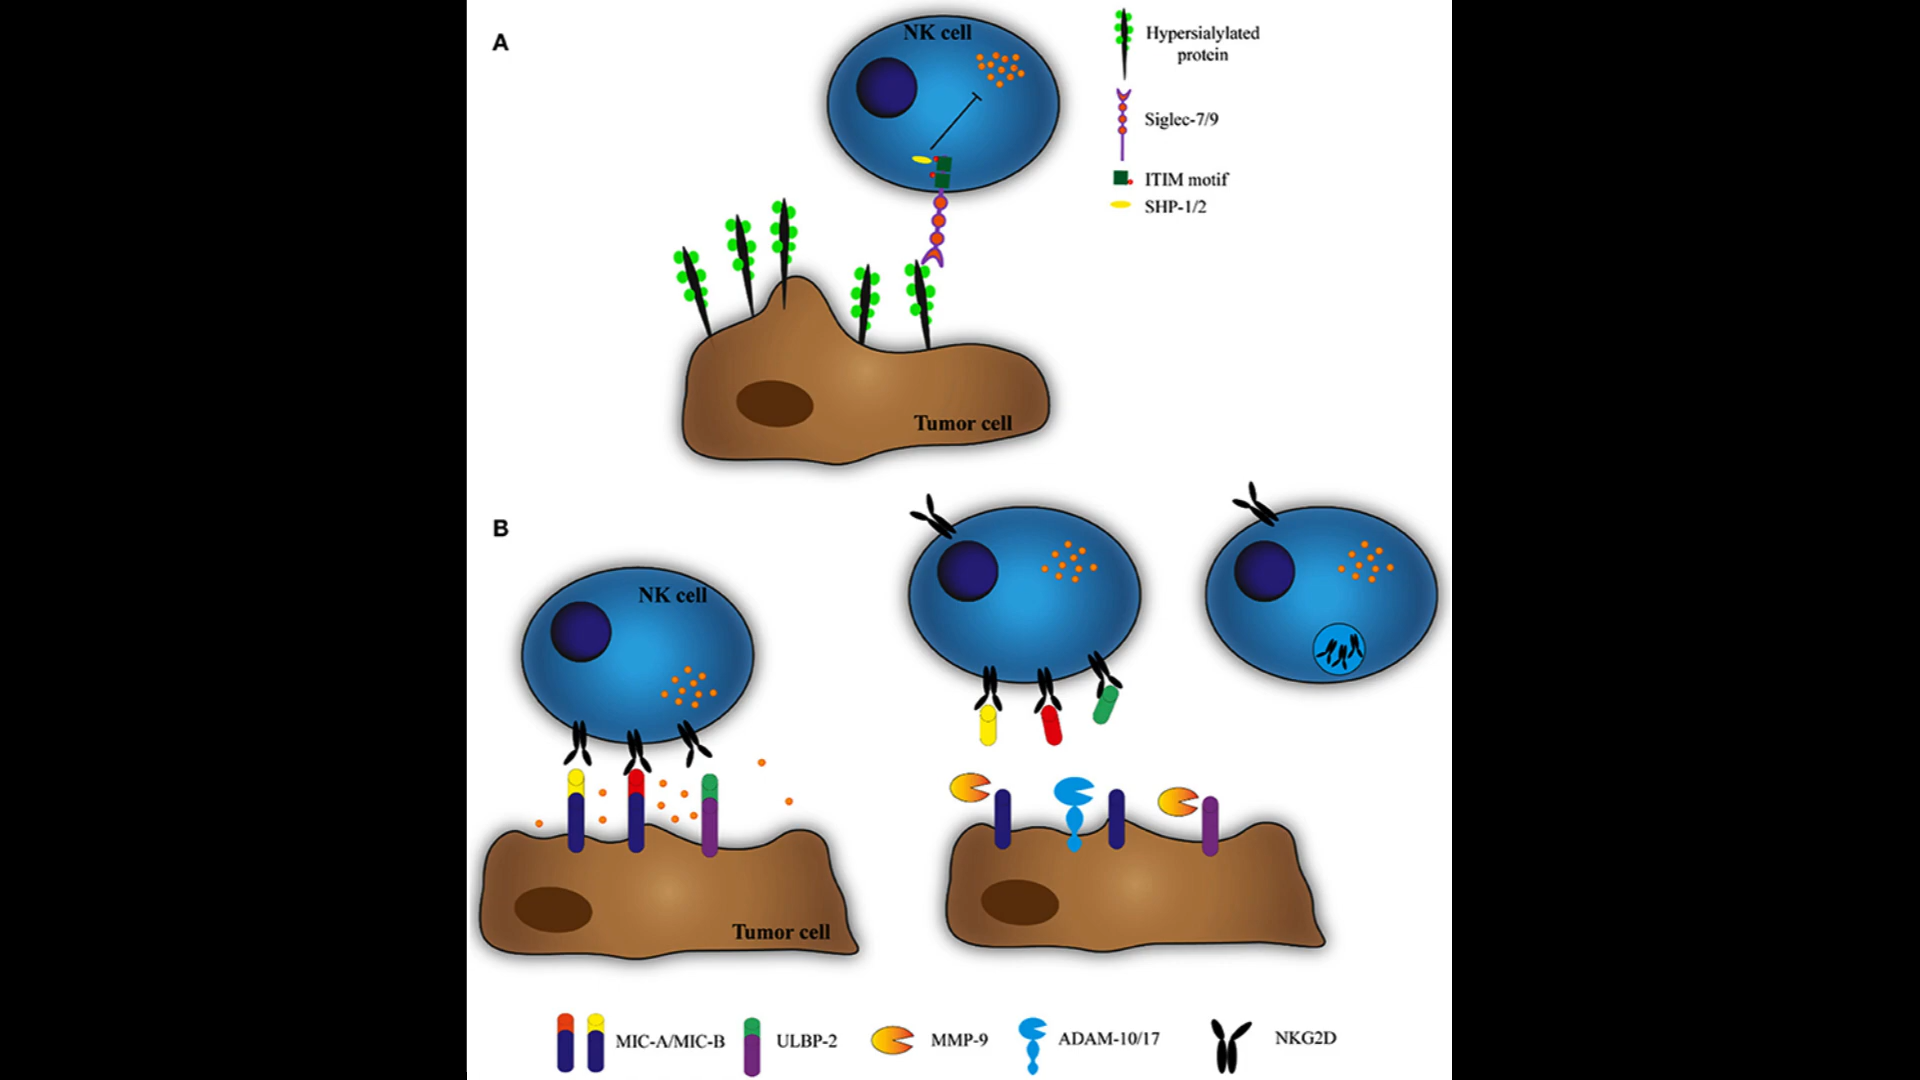 A
NK cell
Hypersialylated
protein
Siglec-7/9
ITIM motif
SHP-1/2
Tumor cell
B
NK cell
Tumor cell
MIC-A/MIC-B
ULBP-2
MMP-9
ADAM-10/17
NKG2D